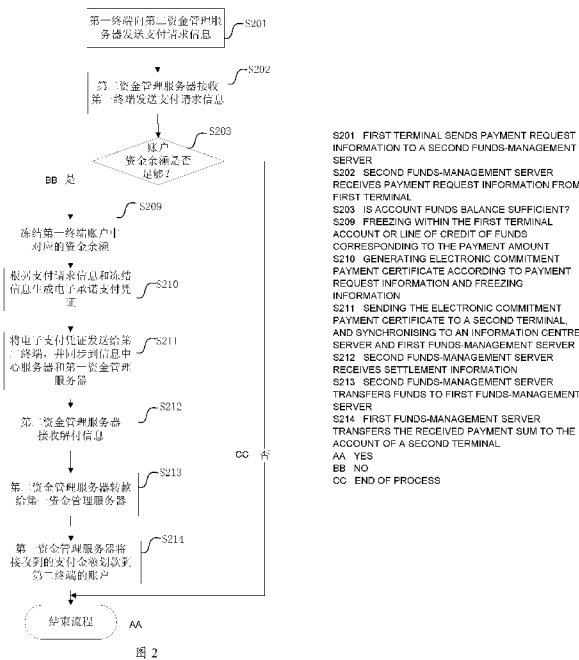 第一终端向第二资金管理服
务器发送支付请求信息
S201
第二资金管理服务器接收
第一终端发送支付请求信息
S202
账户
资金余额是否
足够?
S203
BB 是
冻结第一终端账户中
对应的资金余额
S209
根据支付请求信息和冻结
信息生成电子承诺支付凭
证
S210
将电子支付凭证发送给第
二终端，并同步到信息中
心服务器和第一资金管理
服务器
S211
第二资金管理服务器
接收解付信息
S212
CC 否
第二资金管理服务器转款
给第一资金管理服务器
S213
第一资金管理服务器将
接收到的支付金额划款到
第二终端的账户
S214
结束流程
AA
图 2
S201 FIRST TERMINAL SENDS PAYMENT REQUEST
INFORMATION TO A SECOND FUNDS-MANAGEMENT
SERVER
S202 SECOND FUNDS-MANAGEMENT SERVER
RECEIVES PAYMENT REQUEST INFORMATION FROM
FIRST TERMINAL
S203 IS ACCOUNT FUNDS BALANCE SUFFICIENT?
S209 FREEZING WITHIN THE FIRST TERMINAL
ACCOUNT OR LINE OF CREDIT OF FUNDS
CORRESPONDING TO THE PAYMENT AMOUNT
S210 GENERATING ELECTRONIC COMMITMENT
PAYMENT CERTIFICATE ACCORDING TO PAYMENT
REQUEST INFORMATION AND FREEZING
INFORMATION
S211 SENDING THE ELECTRONIC COMMITMENT
PAYMENT CERTIFICATE TO A SECOND TERMINAL,
AND SYNCHRONISING TO AN INFORMATION CENTRE
SERVER AND FIRST FUNDS-MANAGEMENT SERVER
S212 SECOND FUNDS-MANAGEMENT SERVER
RECEIVES SETTLEMENT INFORMATION
S213 SECOND FUNDS-MANAGEMENT SERVER
TRANSFERS FUNDS TO FIRST FUNDS-MANAGEMENT
SERVER
S214 FIRST FUNDS-MANAGEMENT SERVER
TRANSFERS THE RECEIVED PAYMENT SUM TO THE
ACCOUNT OF A SECOND TERMINAL
AA YES
BB NO
CC END OF PROCESS